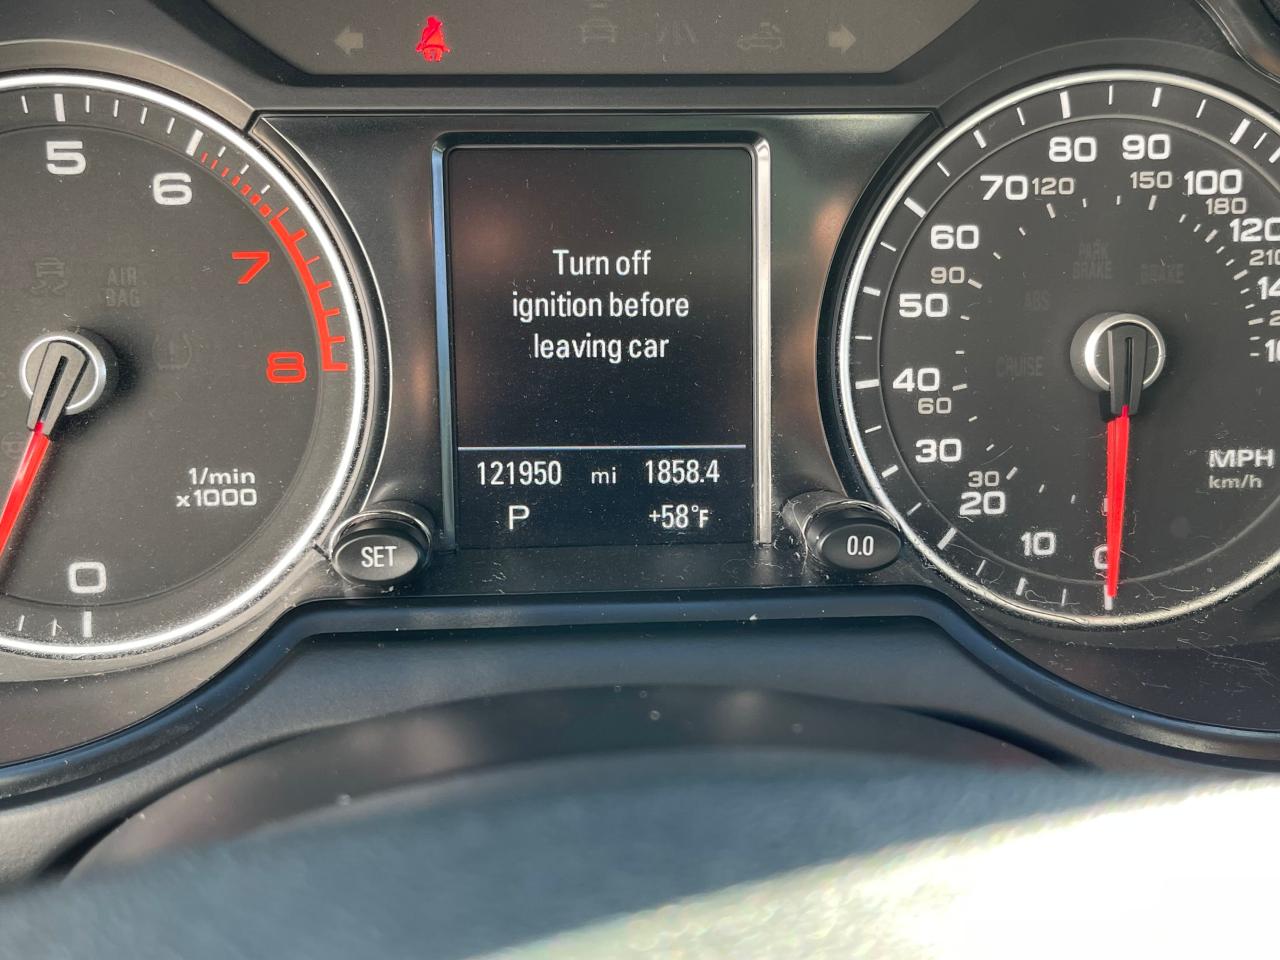 5
6
7
8
AIR
BAG
1/min
x1000
0
Turn off
ignition before
leaving car
121950 mi 1858.4
P +58°F
SET
0.0
80 90
70 120 150 100
180
60 120
90 210
50
40
60
30
30
20
10
PARK
BRAKE
BRAKE
ABS
CRUISE
MPH
km/h